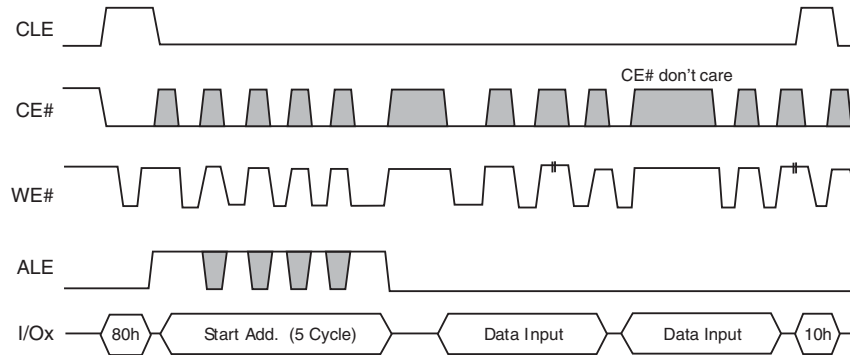 CLE
CE# don't care
CE#
WE#
ALE
I/Ox 80h Start Add. (5 Cycle) Data Input Data Input 10h